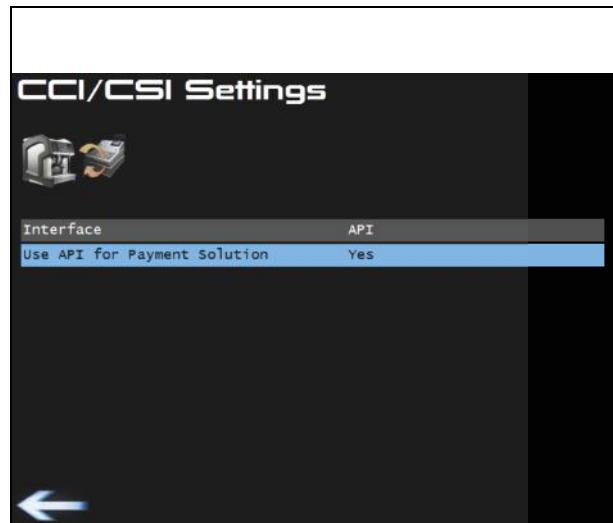 CCI/CSI Settings
Interface API
Use API for Payment Solution Yes